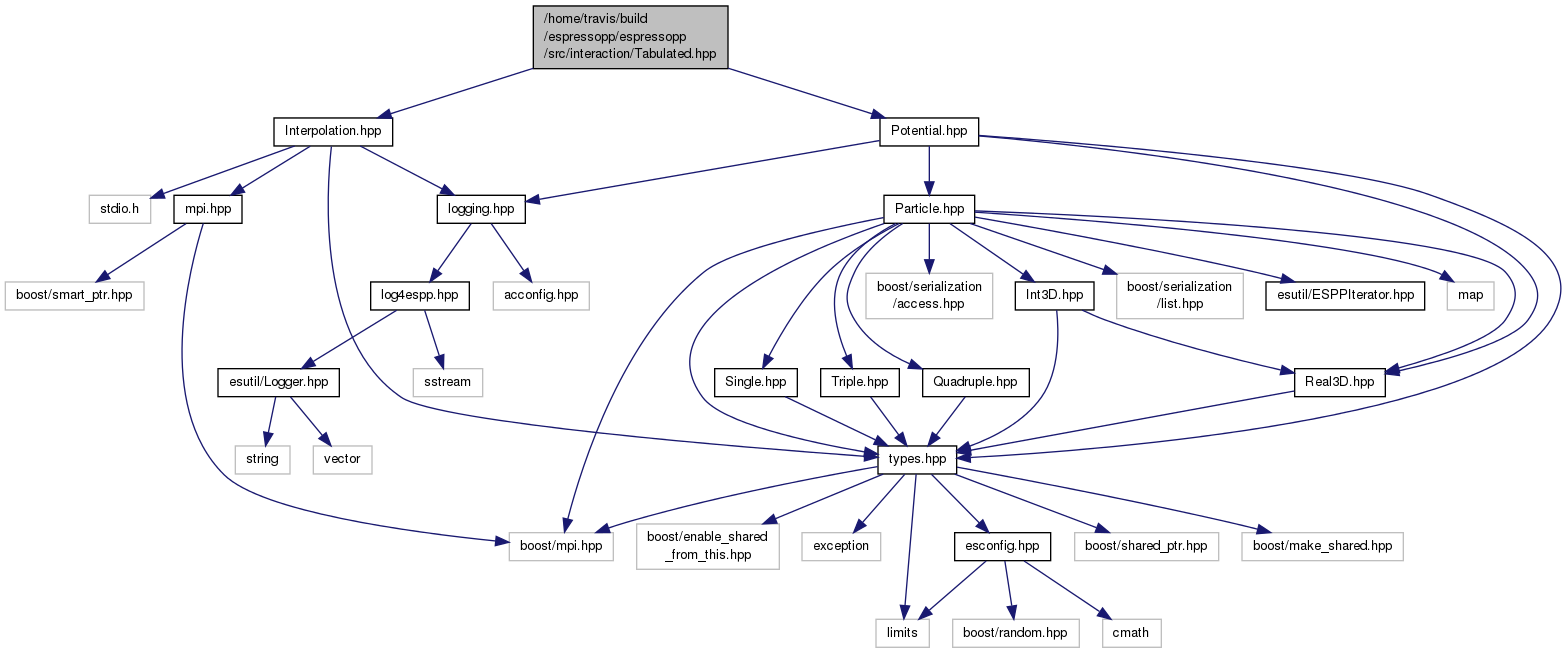 /home/travis/build
/espressopp/espressopp
/src/interaction/Tabulated.hpp
Interpolation.hpp
Potential.hpp
stdio.h
mpi.hpp
logging.hpp
Particle.hpp
boost/smart_ptr.hpp
log4espp.hpp
acconfig.hpp
boost/serialization
/access.hpp
Int3D.hpp
boost/serialization
/list.hpp
esutil/ESPPIterator.hpp
map
esutil/Logger.hpp
sstream
Single.hpp
Triple.hpp
Quadruple.hpp
Real3D.hpp
string
vector
types.hpp
boost/mpi.hpp
boost/enable_shared
_from_this.hpp
exception
esconfig.hpp
boost/shared_ptr.hpp
boost/make_shared.hpp
limits
boost/random.hpp
cmath